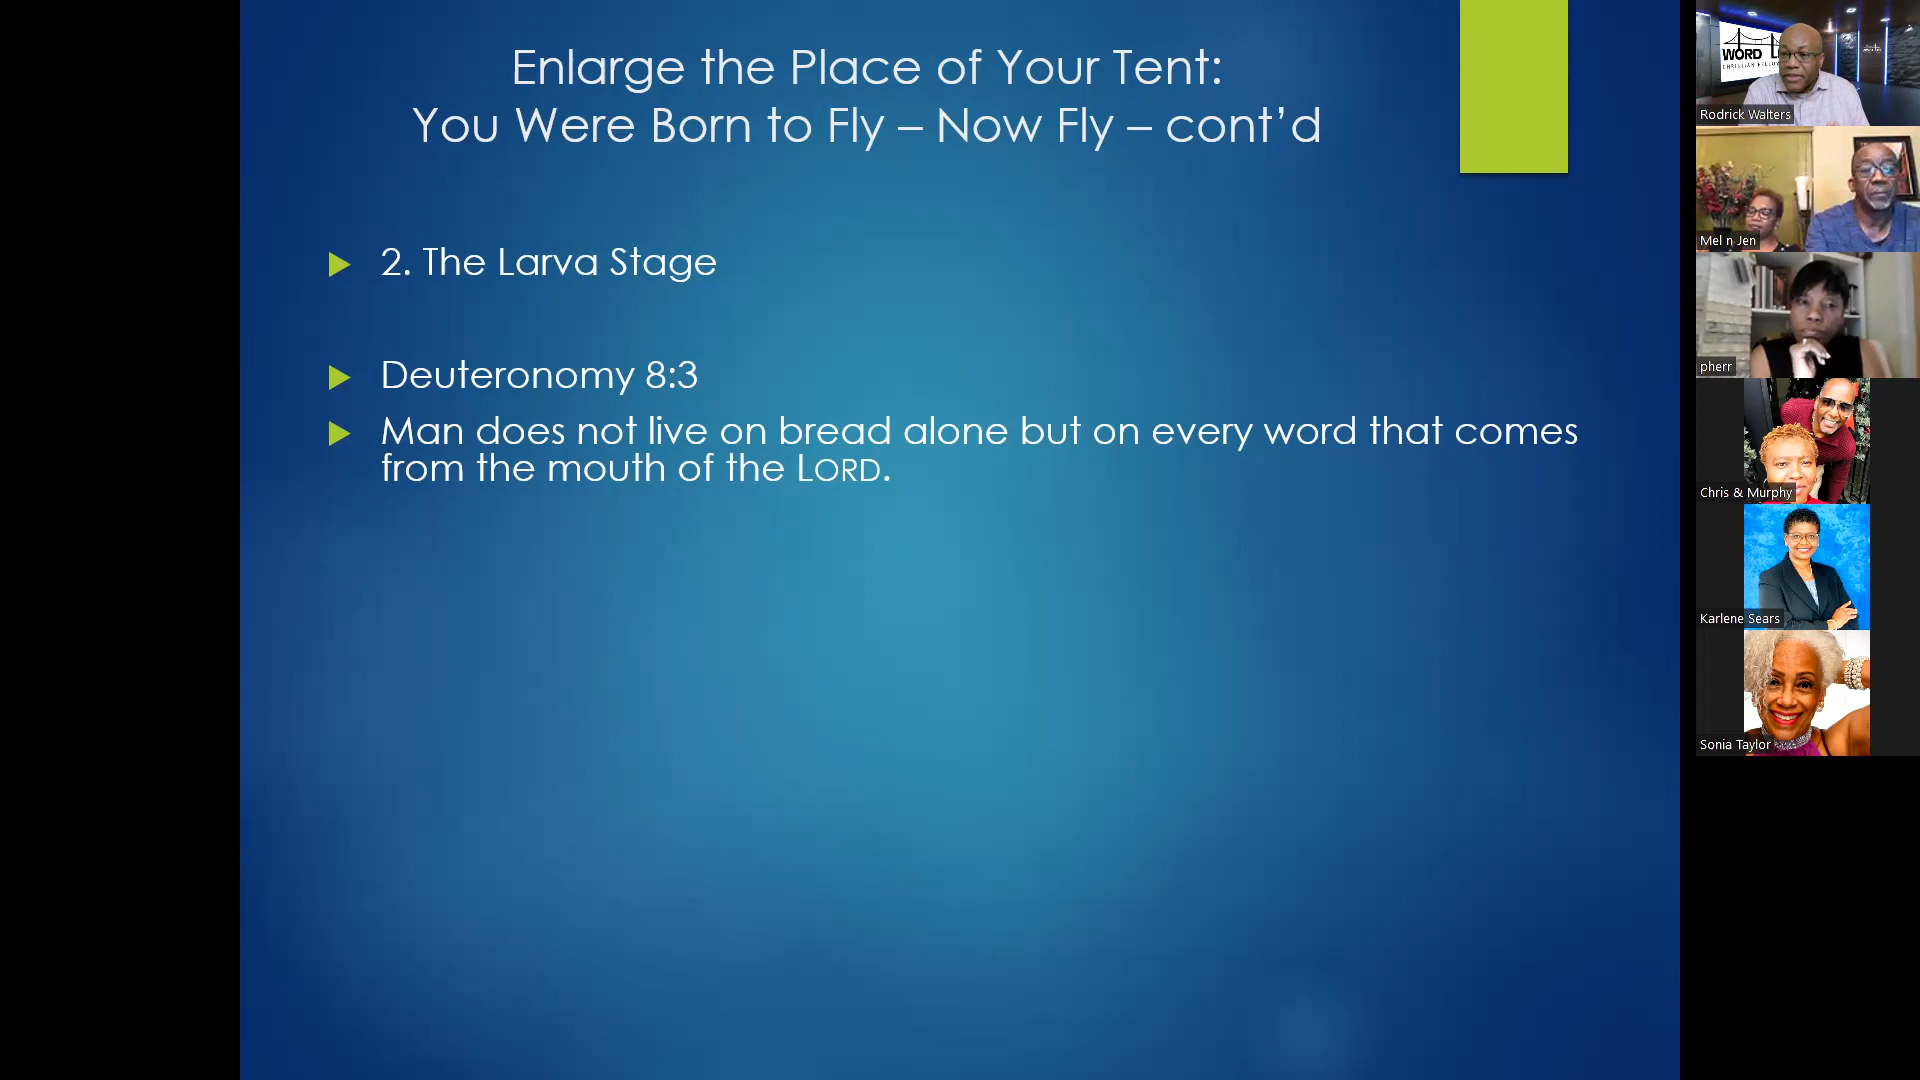 Enlarge the Place of Your Tent:
You Were Born to Fly – Now Fly – cont’d
2. The Larva Stage
Deuteronomy 8:3
Man does not live on bread alone but on every word that comes
from the mouth of the LORD.
WORD
Rodrick Walters
Mel n Jen
pherr
Chris & Murphy
Karlene Sears
Sonia Taylor